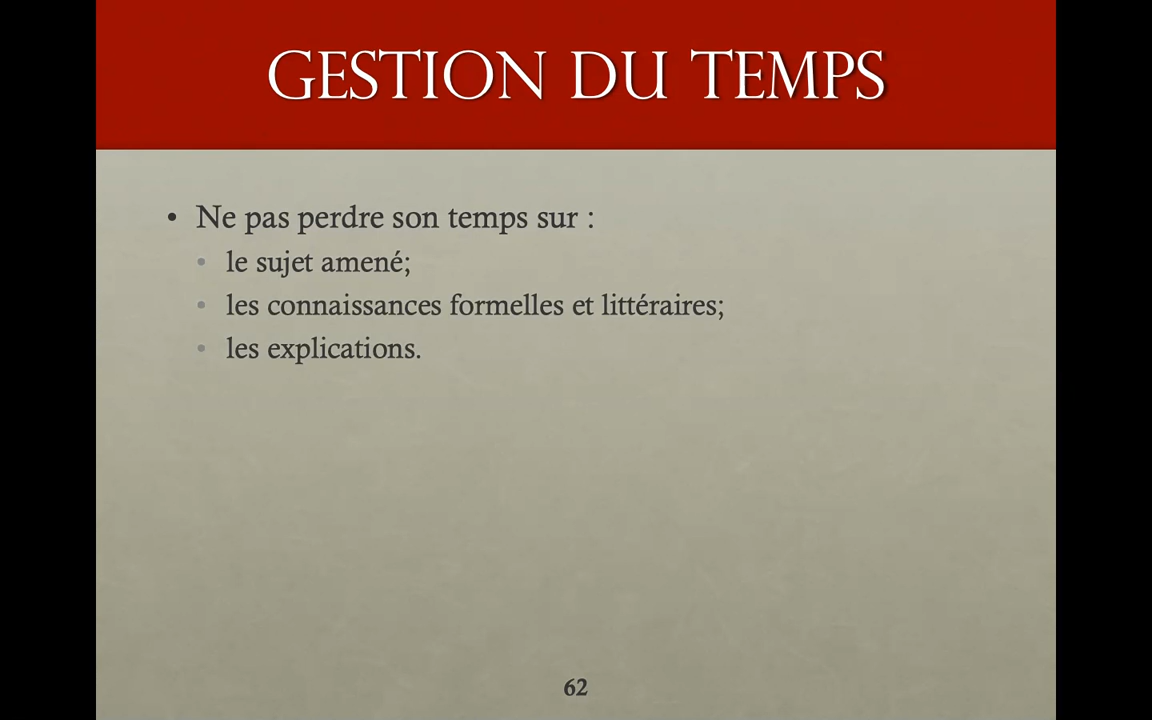 GESTION DU TEMPS
• Ne pas perdre son temps sur :
• le sujet amené;
• les connaissances formelles et littéraires;
• les explications.
62